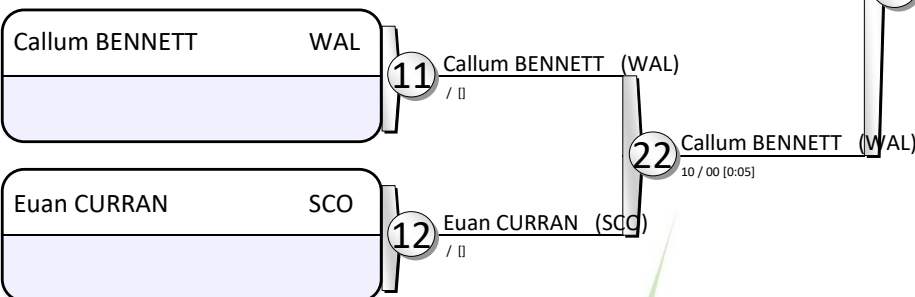 Callum BENNETT WAL
11 Callum BENNETT (WAL)
/ []
22 Callum BENNETT (WAL)
10 / 00 [0:05]
Euan CURRAN SCO
12 Euan CURRAN (SCO)
/ []